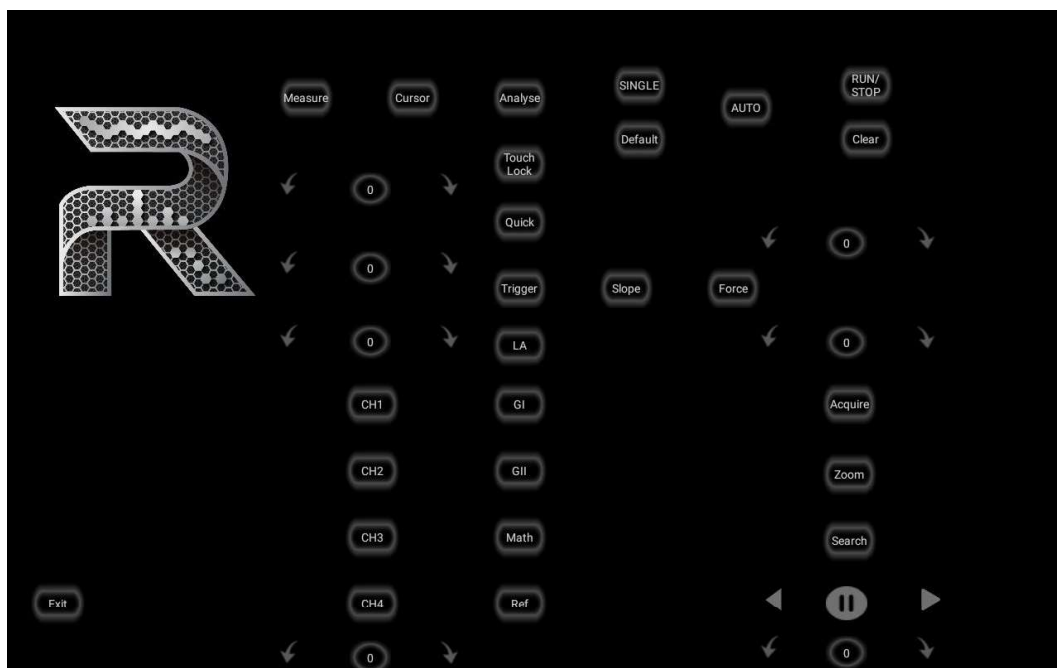 SINGLE
RUN/
STOP
Measure
Cursor
Analyse
AUTO
Default
Clear
Touch
Lock
0
Quick
0
0
Trigger
Slope
Force
0
LA
0
CH1
GI
Acquire
CH2
GII
Zoom
CH3
Math
Search
Exit
CH4
Ref
0
0